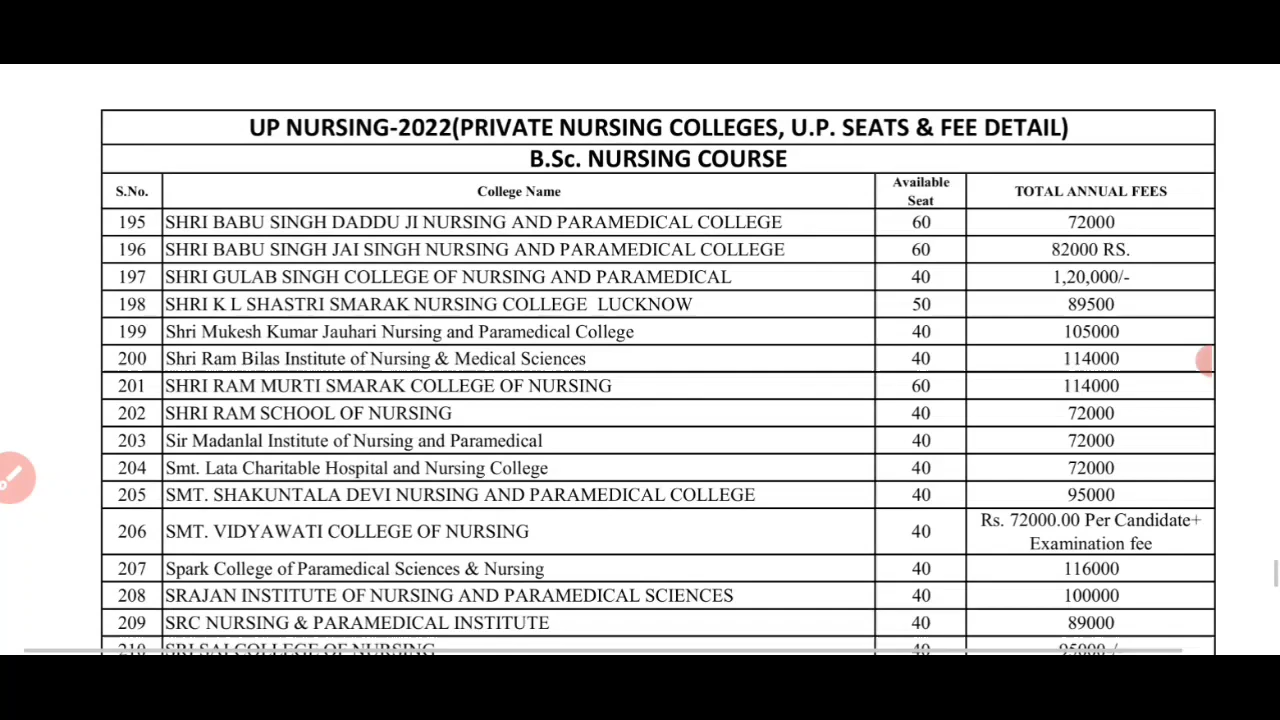 UP NURSING-2022(PRIVATE NURSING COLLEGES, U.P. SEATS & FEE DETAIL)
B.Sc. NURSING COURSE
S.No. College Name Available Seat TOTAL ANNUAL FEES
195 SHRI BABU SINGH DADDU JI NURSING AND PARAMEDICAL COLLEGE 60 72000
196 SHRI BABU SINGH JAI SINGH NURSING AND PARAMEDICAL COLLEGE 60 82000 RS.
197 SHRI GULAB SINGH COLLEGE OF NURSING AND PARAMEDICAL 40 1,20,000/-
198 SHRI K L SHASTRI SMARAK NURSING COLLEGE LUCKNOW 50 89500
199 Shri Mukesh Kumar Jauhari Nursing and Paramedical College 40 105000
200 Shri Ram Bilas Institute of Nursing & Medical Sciences 40 114000
201 SHRI RAM MURTI SMARAK COLLEGE OF NURSING 60 114000
202 SHRI RAM SCHOOL OF NURSING 40 72000
203 Sir Madanlal Institute of Nursing and Paramedical 40 72000
204 Smt. Lata Charitable Hospital and Nursing College 40 72000
205 SMT. SHAKUNTALA DEVI NURSING AND PARAMEDICAL COLLEGE 40 95000
206 SMT. VIDYAWATI COLLEGE OF NURSING 40 Rs. 72000.00 Per Candidate+ Examination fee
207 Spark College of Paramedical Sciences & Nursing 40 116000
208 SRAJAN INSTITUTE OF NURSING AND PARAMEDICAL SCIENCES 40 100000
209 SRC NURSING & PARAMEDICAL INSTITUTE 40 89000
210 SRI SAI COLLEGE OF NURSING 40 95000 /-